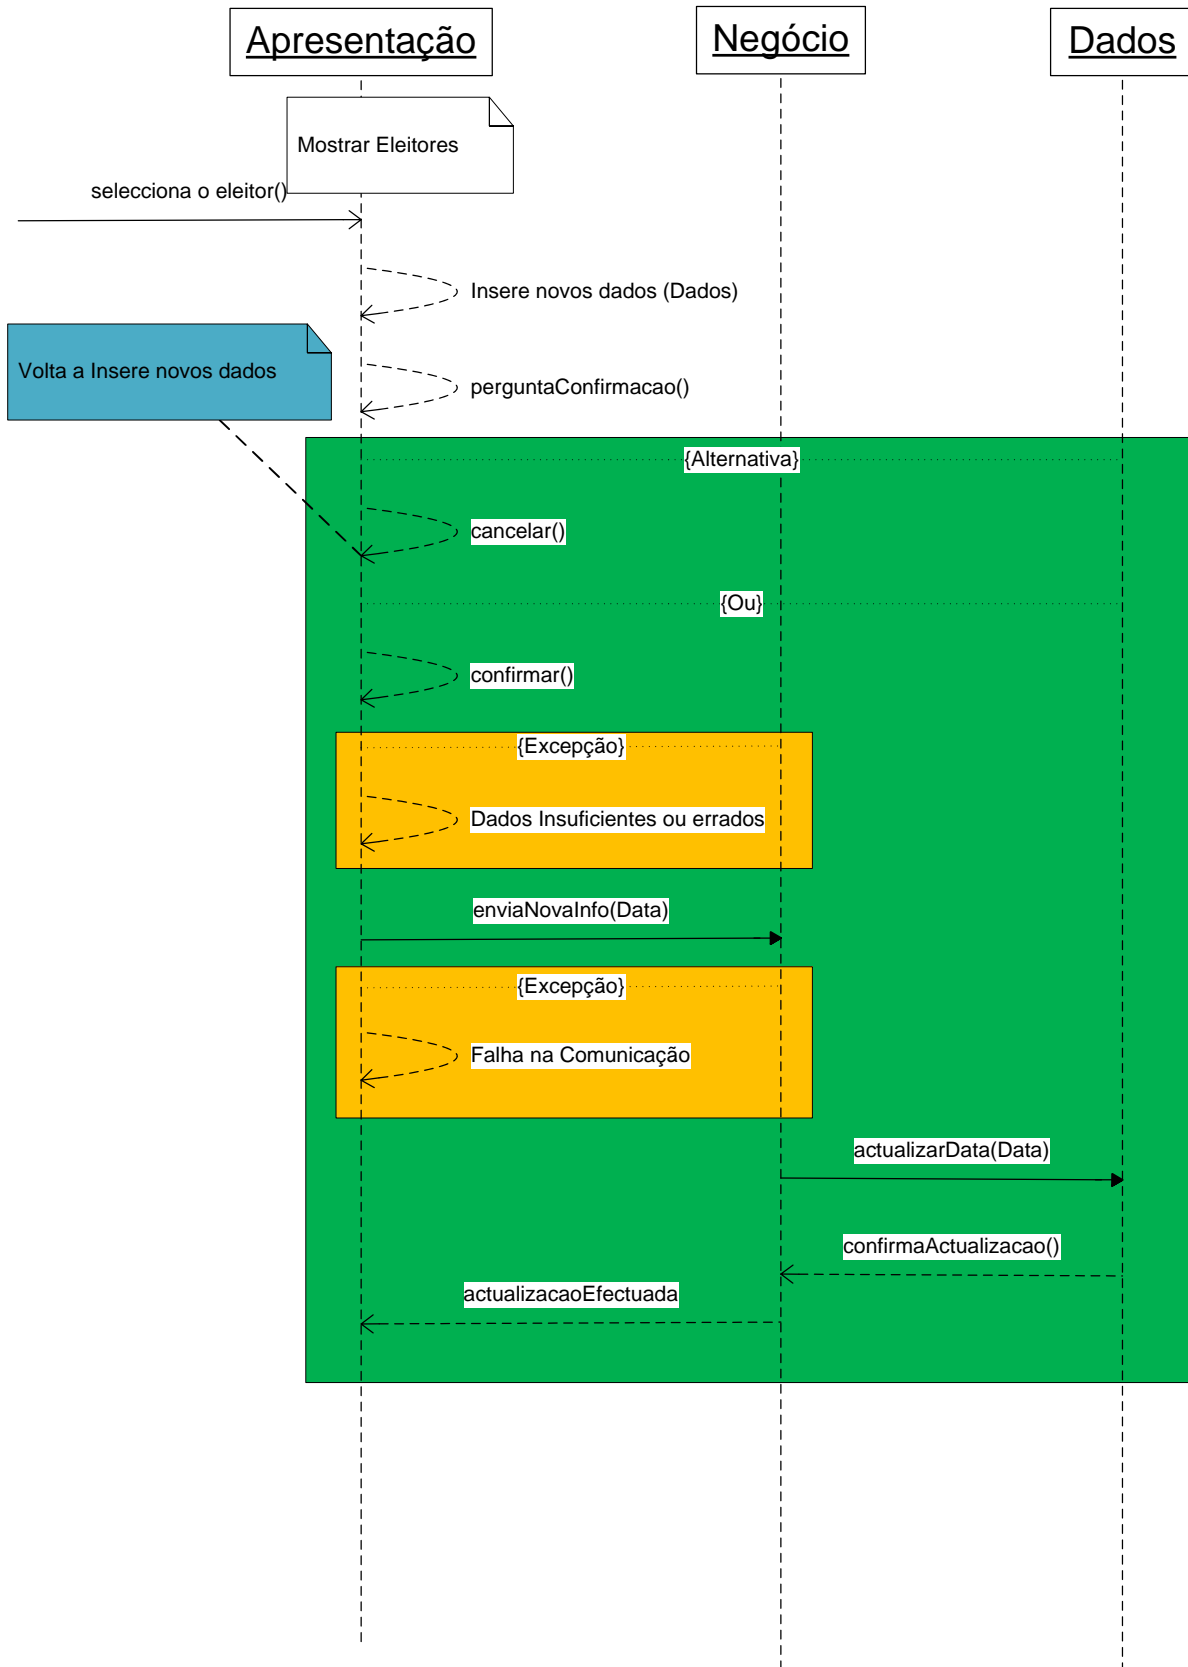 Apresentação
Negócio
Dados
Mostrar Eleitores
selecciona o eleitor()
Insere novos dados (Dados)
Volta a Insere novos dados
perguntaConfirmacao()
{Alternativa}
cancelar()
{Ou}
confirmar()
{Excepção}
Dados Insuficientes ou errados
enviaNovaInfo(Data)
{Excepção}
Falha na Comunicação
actualizarData(Data)
confirmaActualizacao()
actualizacaoEfectuada